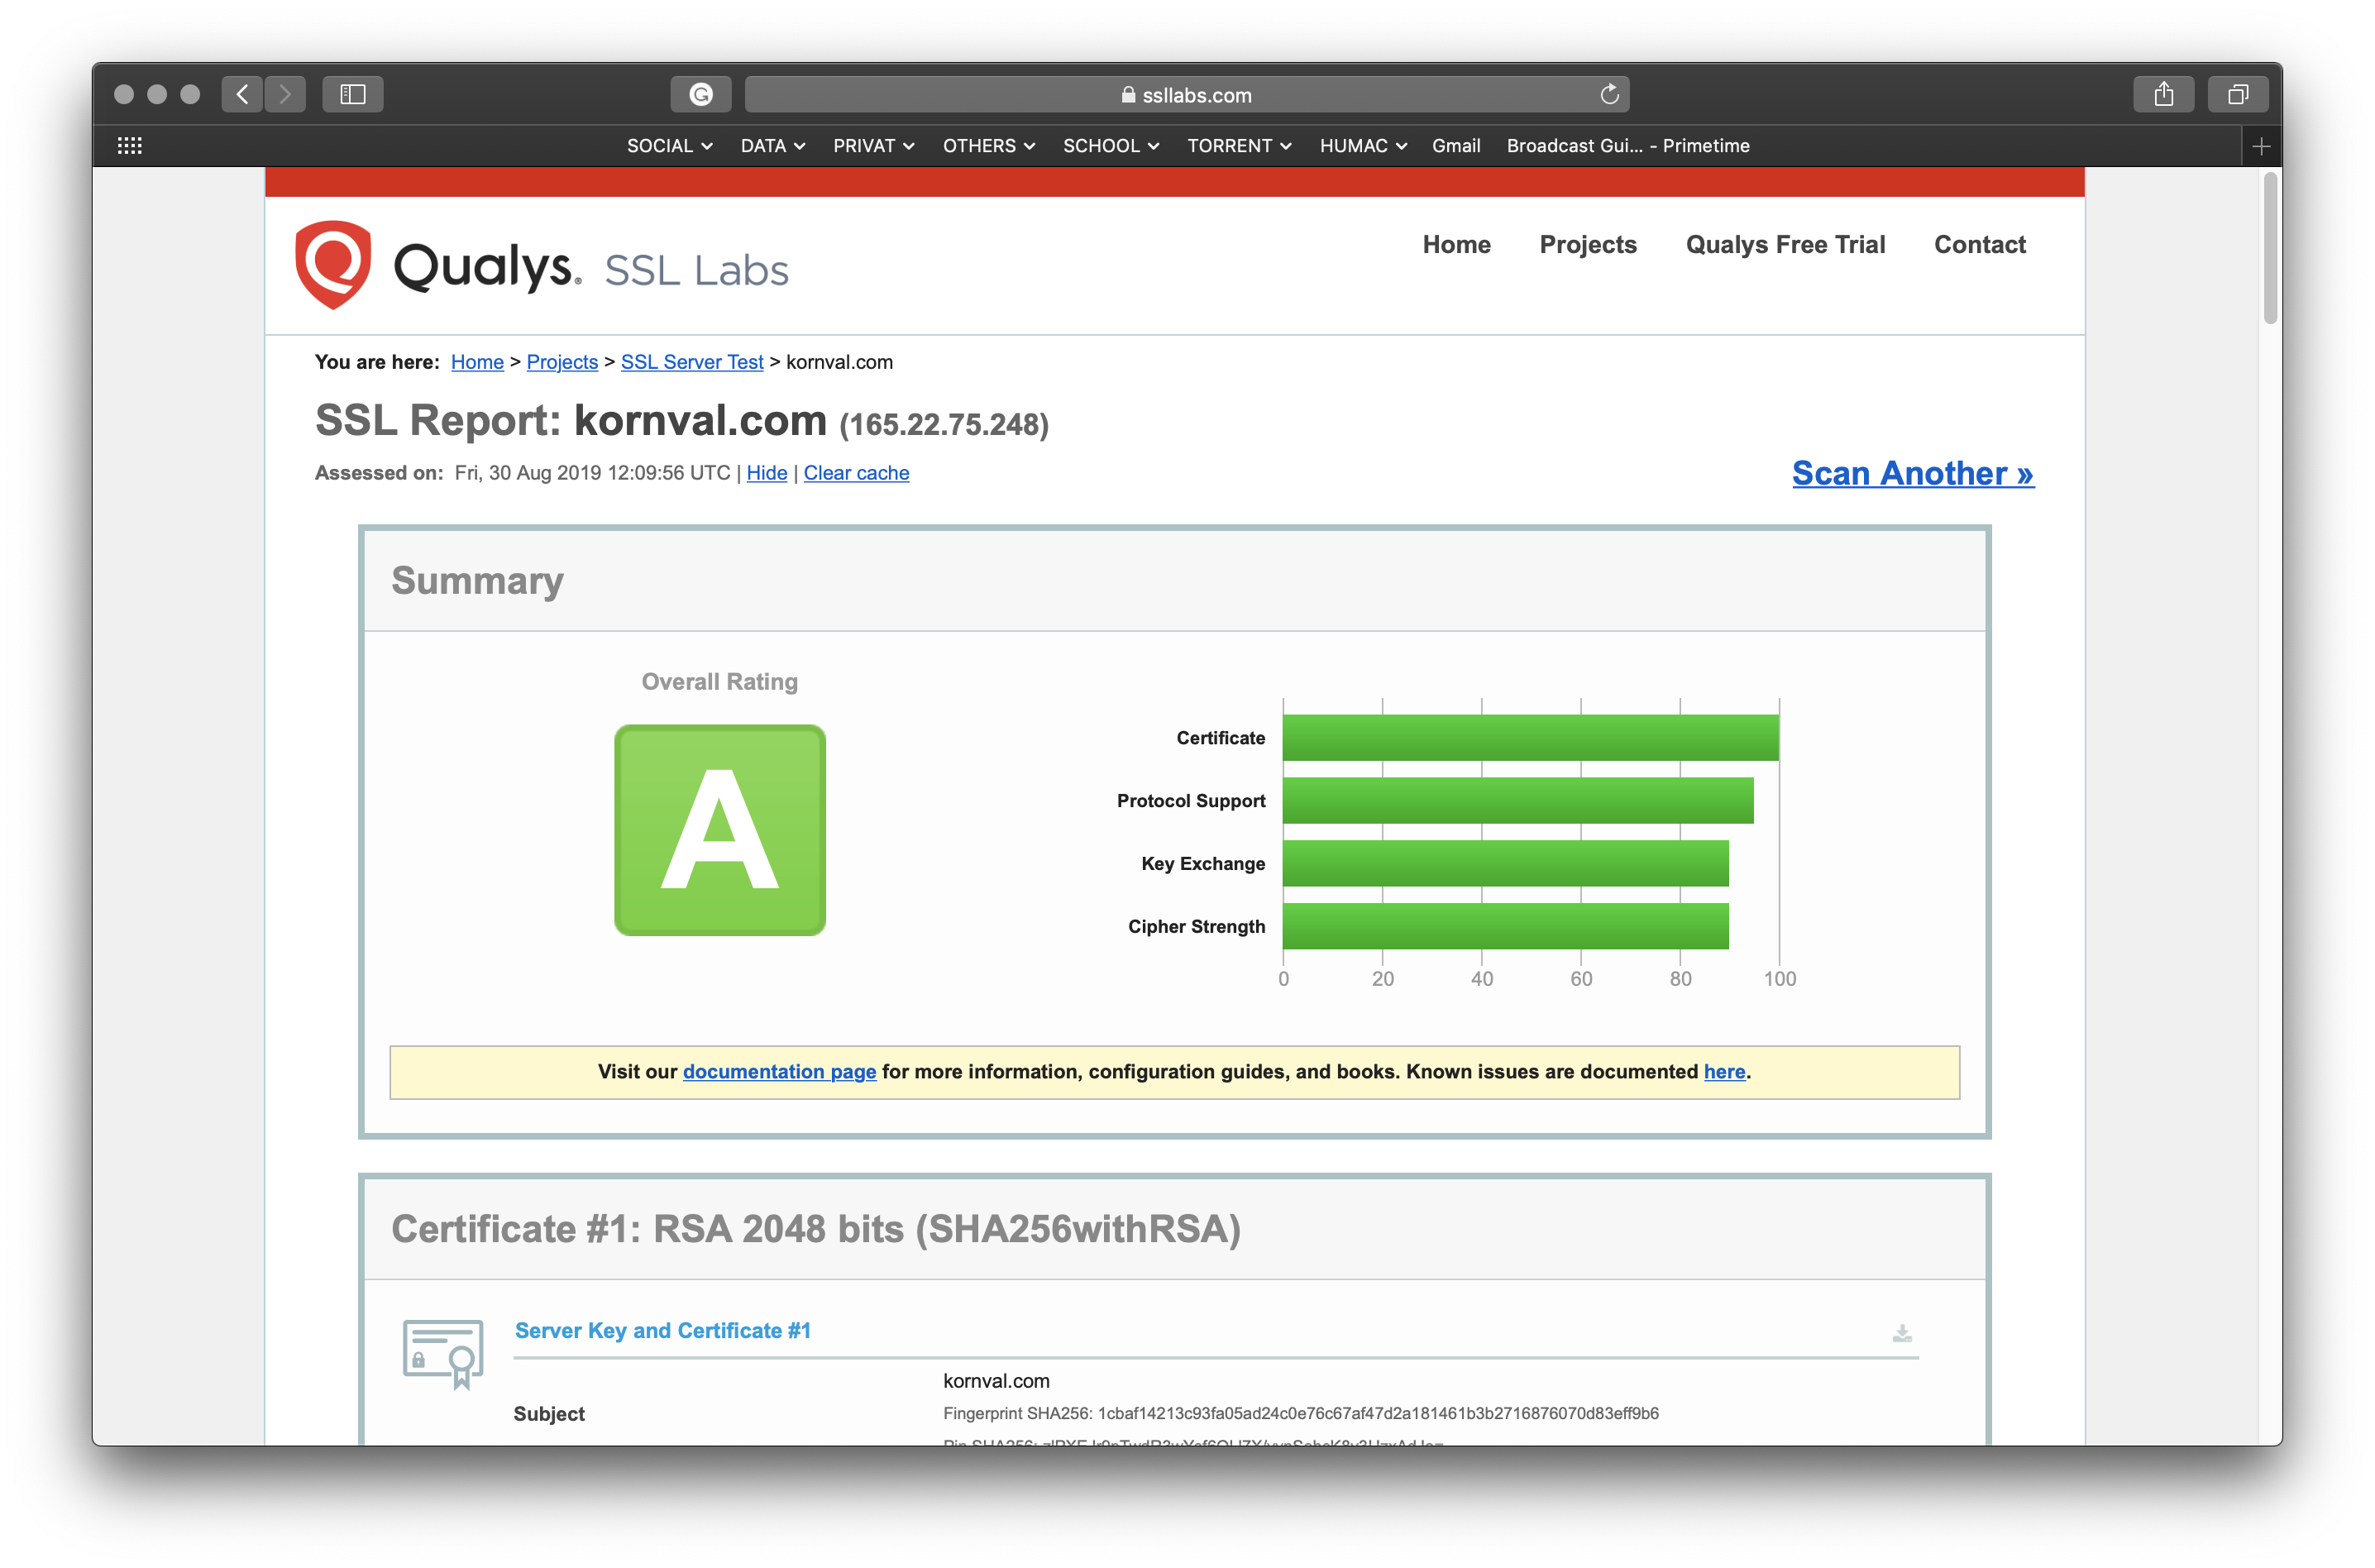 ssllabs.com
SOCIAL DATA PRIVAT OTHERS SCHOOL TORRENT HUMAC Gmail Broadcast Gui... - Primetime
Qualys® SSL Labs
Home Projects Qualys Free Trial Contact
You are here: Home > Projects > SSL Server Test > kornval.com
SSL Report: kornval.com (165.22.75.248)
Assessed on: Fri, 30 Aug 2019 12:09:56 UTC | Hide | Clear cache
Scan Another »
Summary
Overall Rating
A
Certificate
Protocol Support
Key Exchange
Cipher Strength
0 20 40 60 80 100
Visit our documentation page for more information, configuration guides, and books. Known issues are documented here.
Certificate #1: RSA 2048 bits (SHA256withRSA)
Server Key and Certificate #1
kornval.com
Subject
Fingerprint SHA256: 1cbaf14213c93fa05ad24c0e76c67af47d2a181461b3b2716876070d83eff9b6
Pin SHA256: